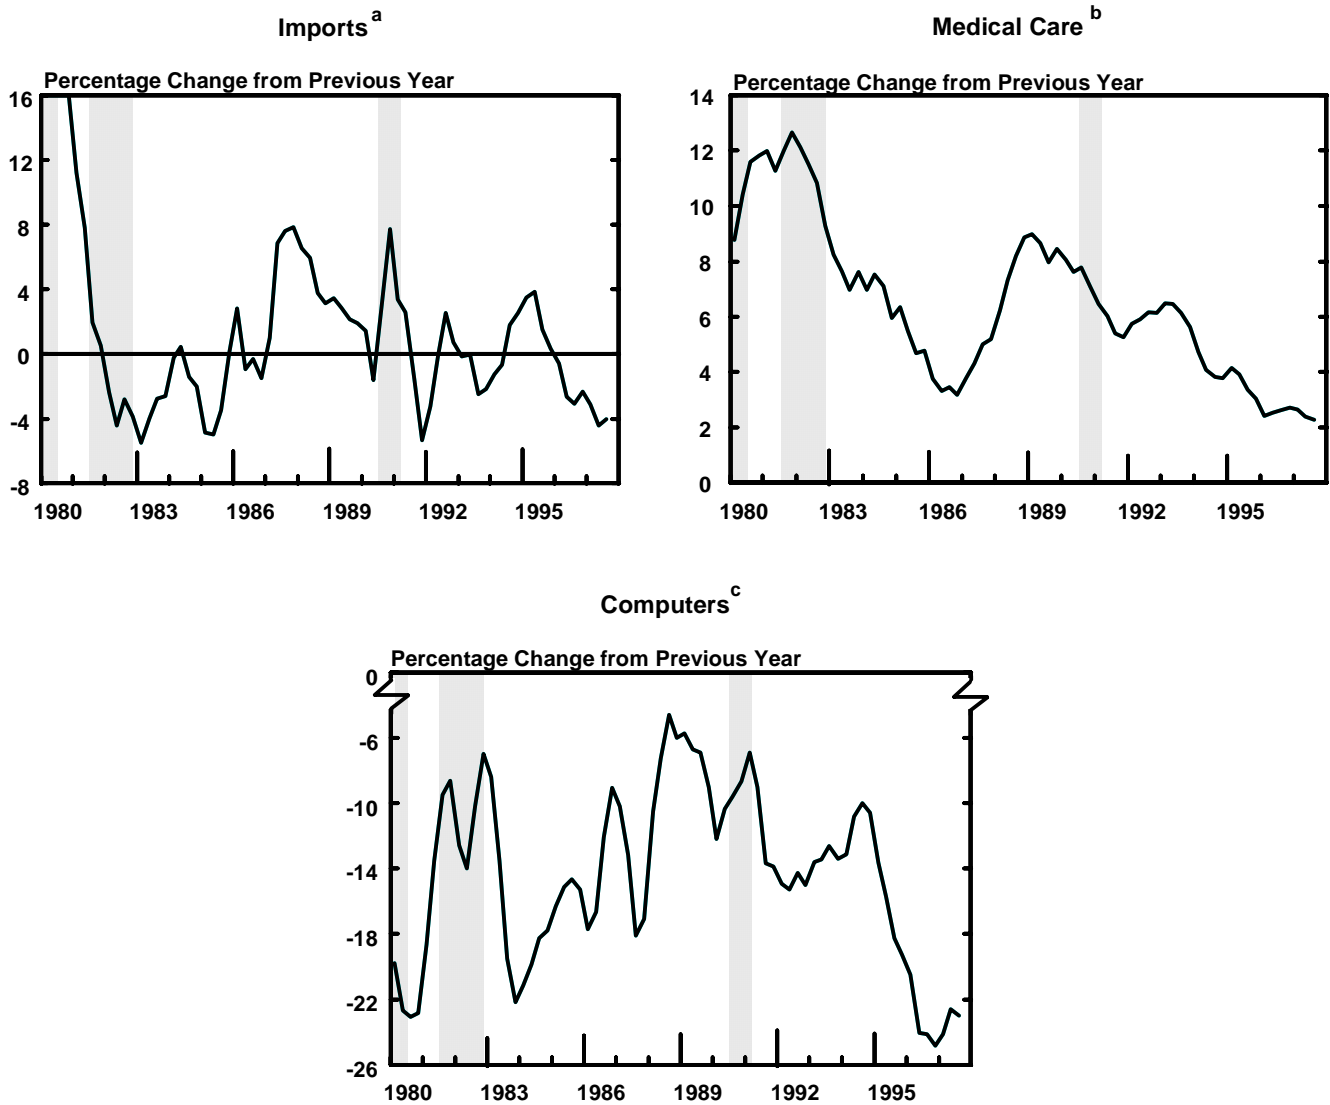 Imports a
Percentage Change from Previous Year
16
12
8
4
0
-4
-8
1980 1983 1986 1989 1992 1995
Medical Care b
Percentage Change from Previous Year
14
12
10
8
6
4
2
0
1980 1983 1986 1989 1992 1995
Computers c
Percentage Change from Previous Year
0
-6
-10
-14
-18
-22
-26
1980 1983 1986 1989 1992 1995